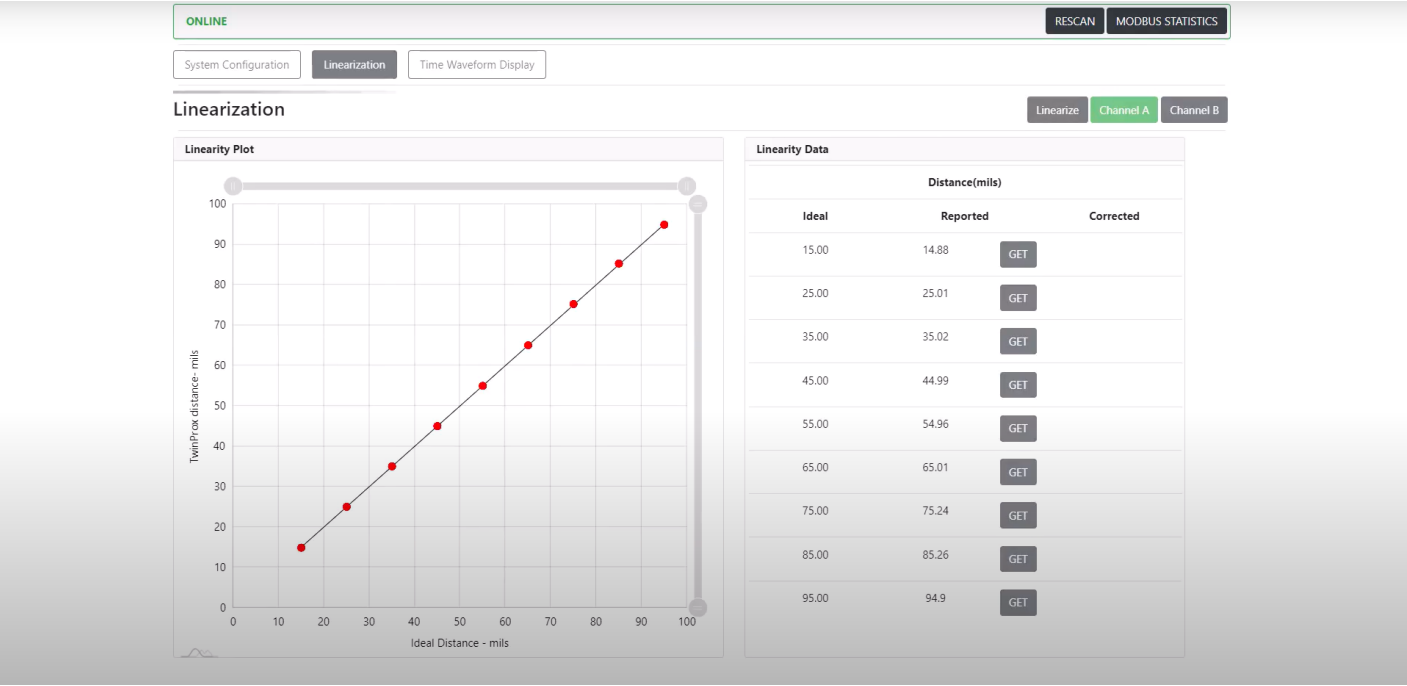 ONLINE RESCAN MODBUS STATISTICS
System Configuration Linearization Time Waveform Display
Linearization Linearize Channel A Channel B
Linearity Plot
100
90
80
70
60
50
40
30
20
10
0
0 10 20 30 40 50 60 70 80 90 100
TwinProx distance- mils
Ideal Distance - mils
Linearity Data
Distance(mils)
Ideal Reported Corrected
15.00 14.88 GET
25.00 25.01 GET
35.00 35.02 GET
45.00 44.99 GET
55.00 54.96 GET
65.00 65.01 GET
75.00 75.24 GET
85.00 85.26 GET
95.00 94.9 GET